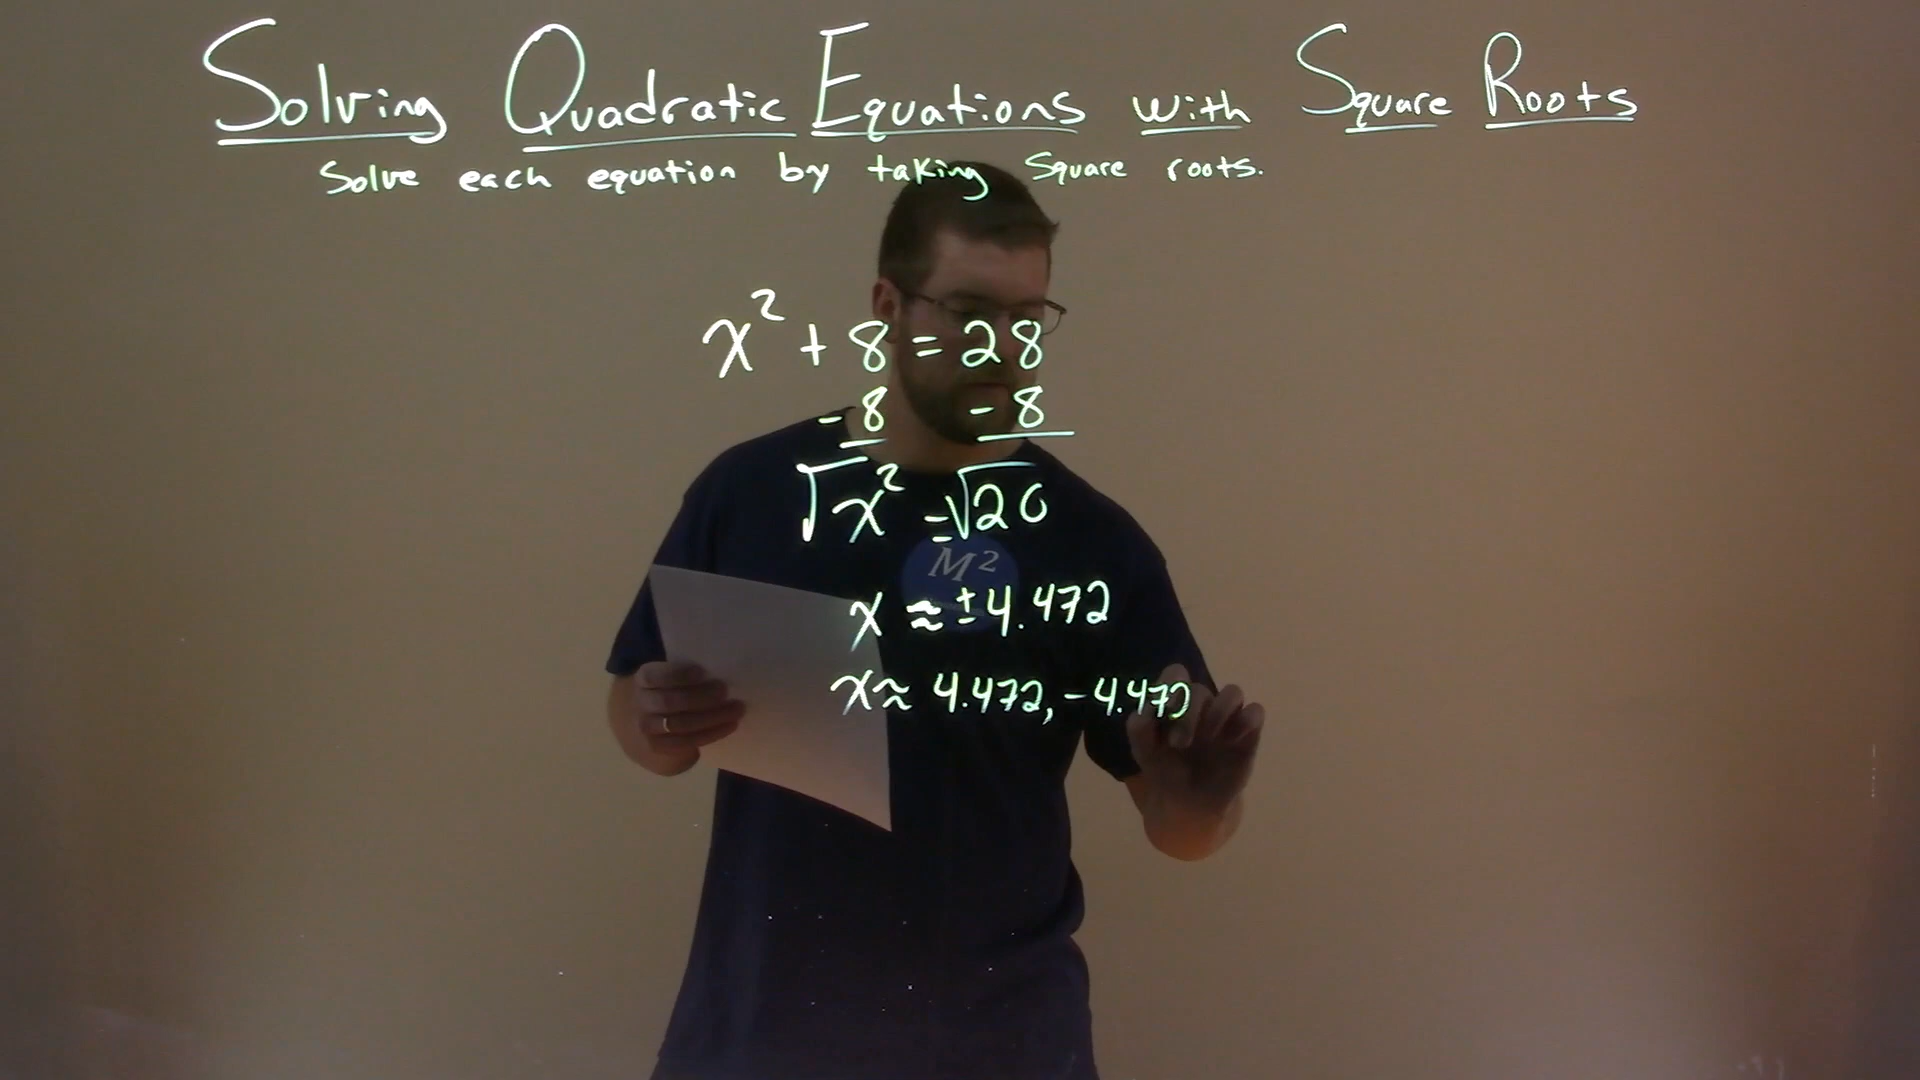 Solving Quadratic Equations with Square Roots
Solve each equation by taking Square roots.
x² + 8 = 28
- 8 - 8
√x² = √20
M²
x ≈ ±4.472
x ≈ 4.472, -4.472